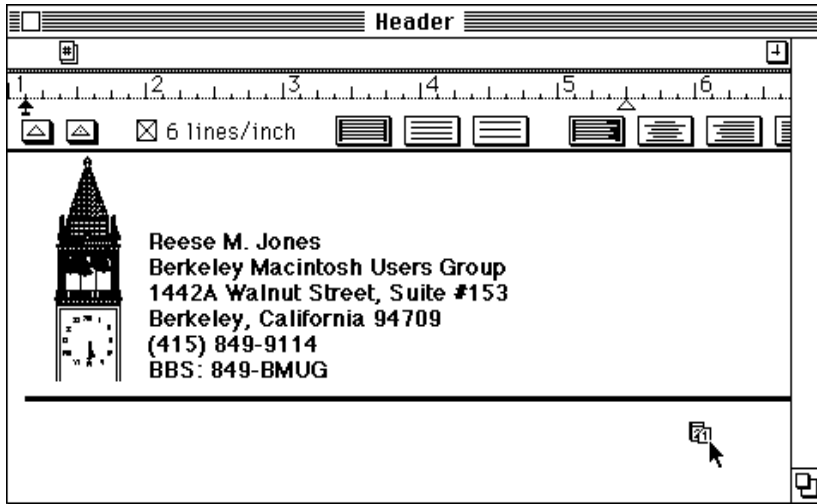 Header
1 2 3 4 5 6
6 lines/inch
Reese M. Jones
Berkeley Macintosh Users Group
1442A Walnut Street, Suite #153
Berkeley, California 94709
(415) 849-9114
BBS: 849-BMUG